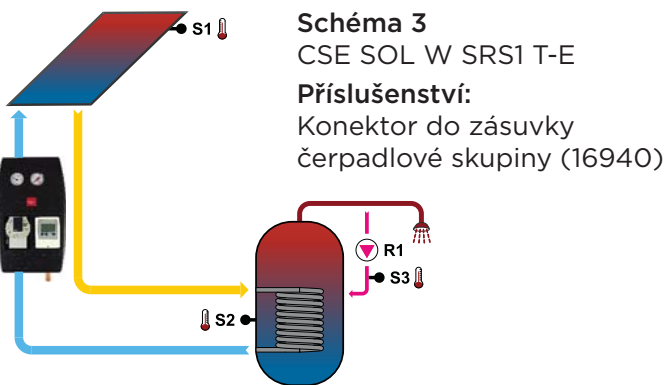 Schéma 3
CSE SOL W SRS1 T-E
Příslušenství:
Konektor do zásuvky
čerpadlové skupiny (16940)
S1
R1
S3
S2